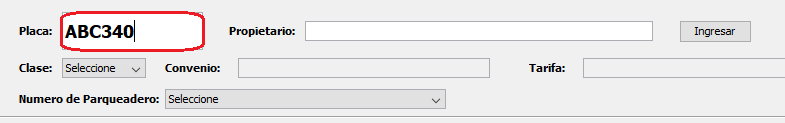 Placa: ABC340 Propietario: Ingresar
Clase: Seleccione Convenio: Tarifa:
Numero de Parqueadero: Seleccione